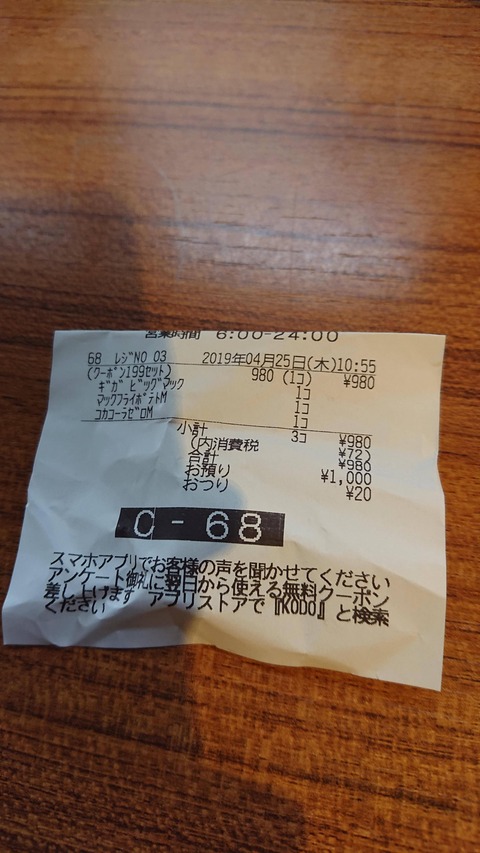 営業時間 6:00-24:00
68 レジNO 03 2019年04月25日(木)10:55
(クーポン199セット) 980 (1コ) ¥980
ギガ ビッグマック 1コ
マックフライポテトM 1コ
コカコーラゼロM 1コ
小計 3コ ¥980
(内消費税 ¥72)
合計 ¥980
お預り ¥1,000
おつり ¥20
C-68
スマホアプリでお客様の声を聞かせてください
アンケート御礼に翌日から使える無料クーポン
差し上げます アプリストアで『KODO』と検索
ください